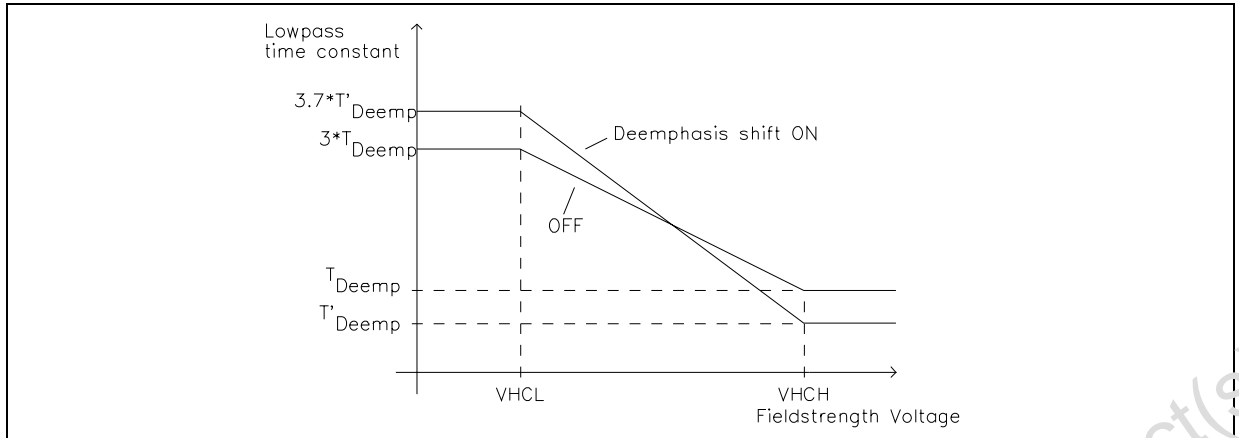 Lowpass
time constant
3.7*T'Deemp
3*TDeemp
Deemphasis shift ON
OFF
TDeemp
T'Deemp
VHCL
VHCH
Fieldstrength Voltage